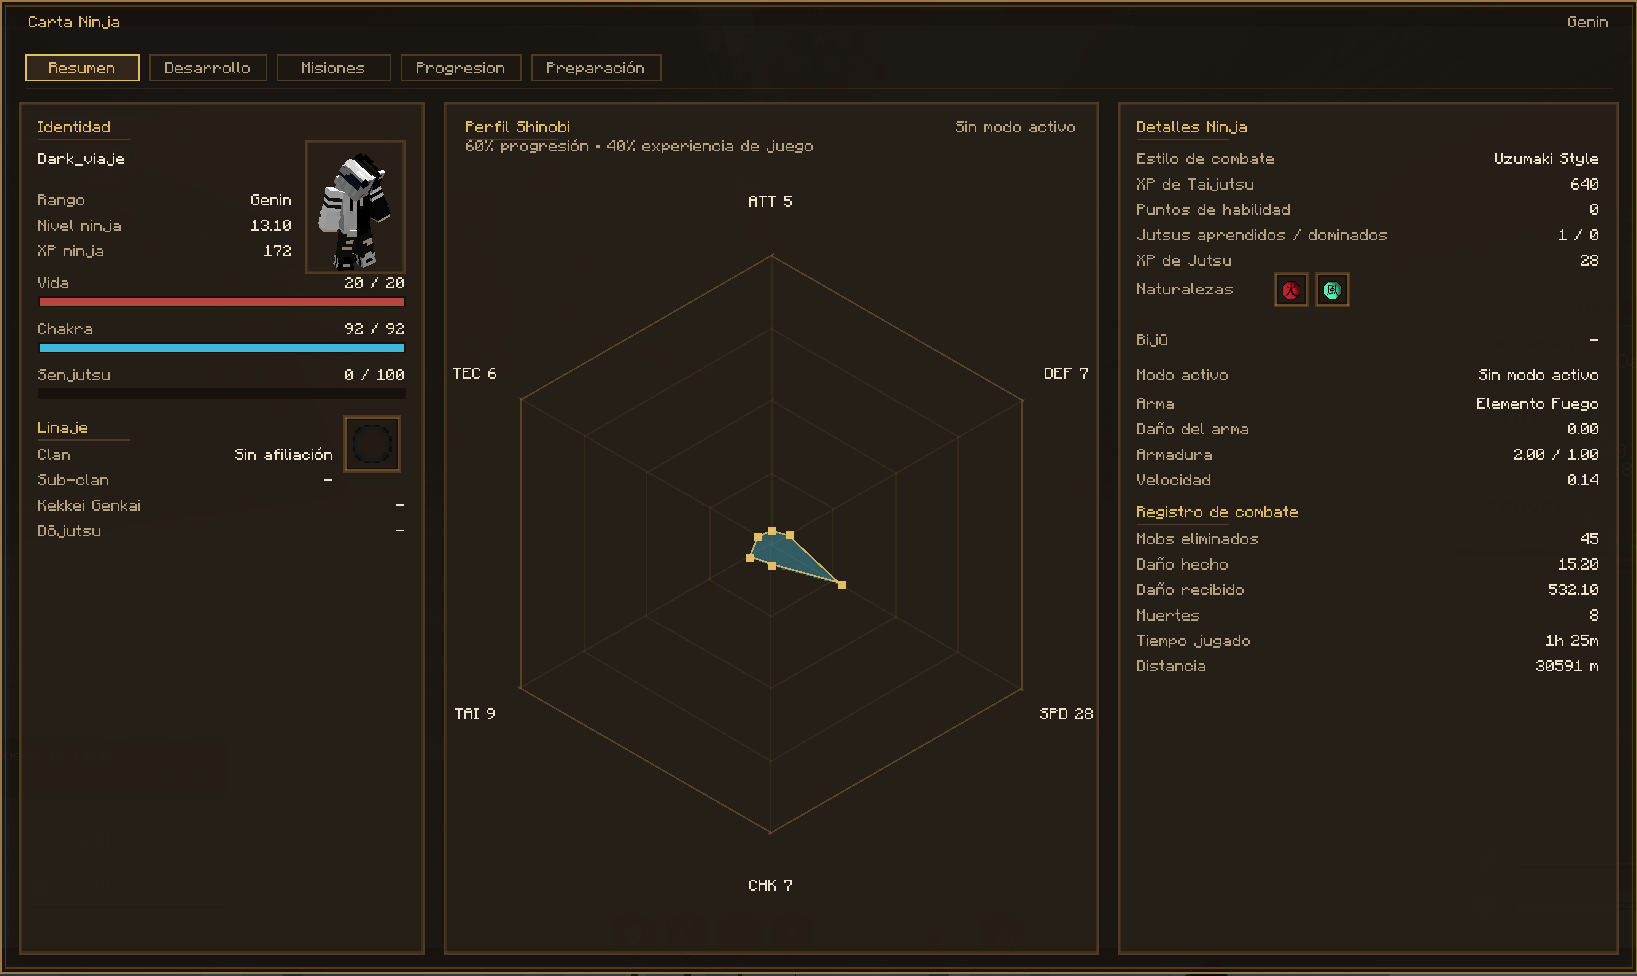 Carta Ninja
Genin
Resumen
Desarrollo
Misiones
Progresion
Preparación
Identidad
Dark_viaje
Rango Genin
Nivel ninja 13.10
XP ninja 172
Vida 20 / 20
Chakra 92 / 92
Senjutsu 0 / 100
Linaje
Clan Sin afiliación
Sub-clan -
Kekkei Genkai -
Dōjutsu -
Perfil Shinobi
Sin modo activo
60% progresión - 40% experiencia de juego
ATT 5
TEC 6
DEF 7
TAI 9
SPD 28
CHK 7
Detalles Ninja
Estilo de combate Uzumaki Style
XP de Taijutsu 640
Puntos de habilidad 0
Jutsus aprendidos / dominados 1 / 0
XP de Jutsu 28
Naturalezas 火
Bijū -
Modo activo Sin modo activo
Arma Elemento Fuego
Daño del arma 0.00
Armadura 2.00 / 1.00
Velocidad 0.14
Registro de combate
Mobs eliminados 45
Daño hecho 15.20
Daño recibido 532.10
Muertes 8
Tiempo jugado 1h 25m
Distancia 30591 m